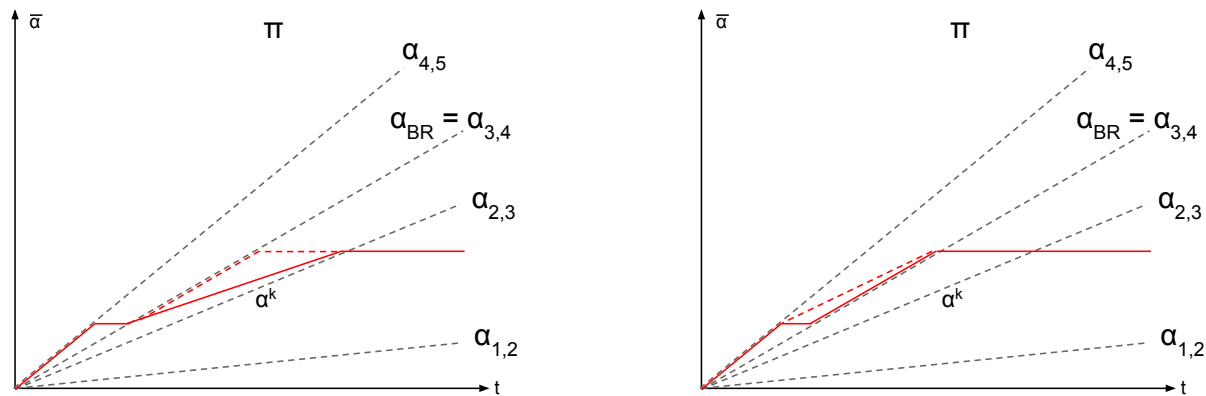 ᾱ
π
α4,5
αBR = α3,4
α2,3
αk
α1,2
t
ᾱ
π
α4,5
αBR = α3,4
α2,3
αk
α1,2
t